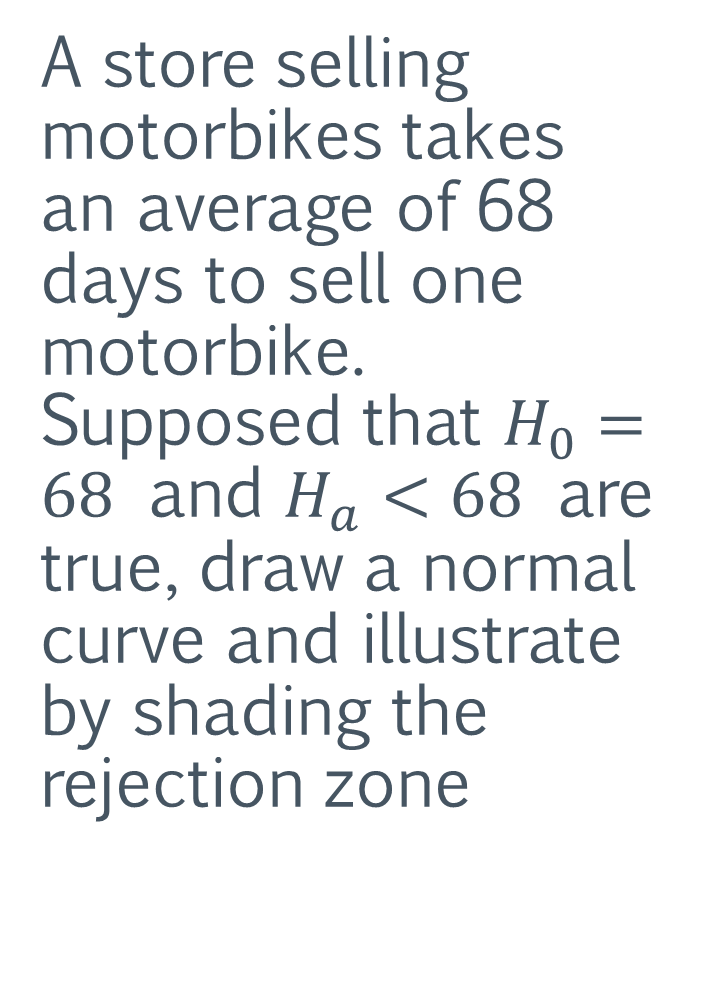 A store selling
motorbikes takes
an average of 68
days to sell one
motorbike.
Supposed that H₀ =
68 and Hₐ < 68 are
true, draw a normal
curve and illustrate
by shading the
rejection zone